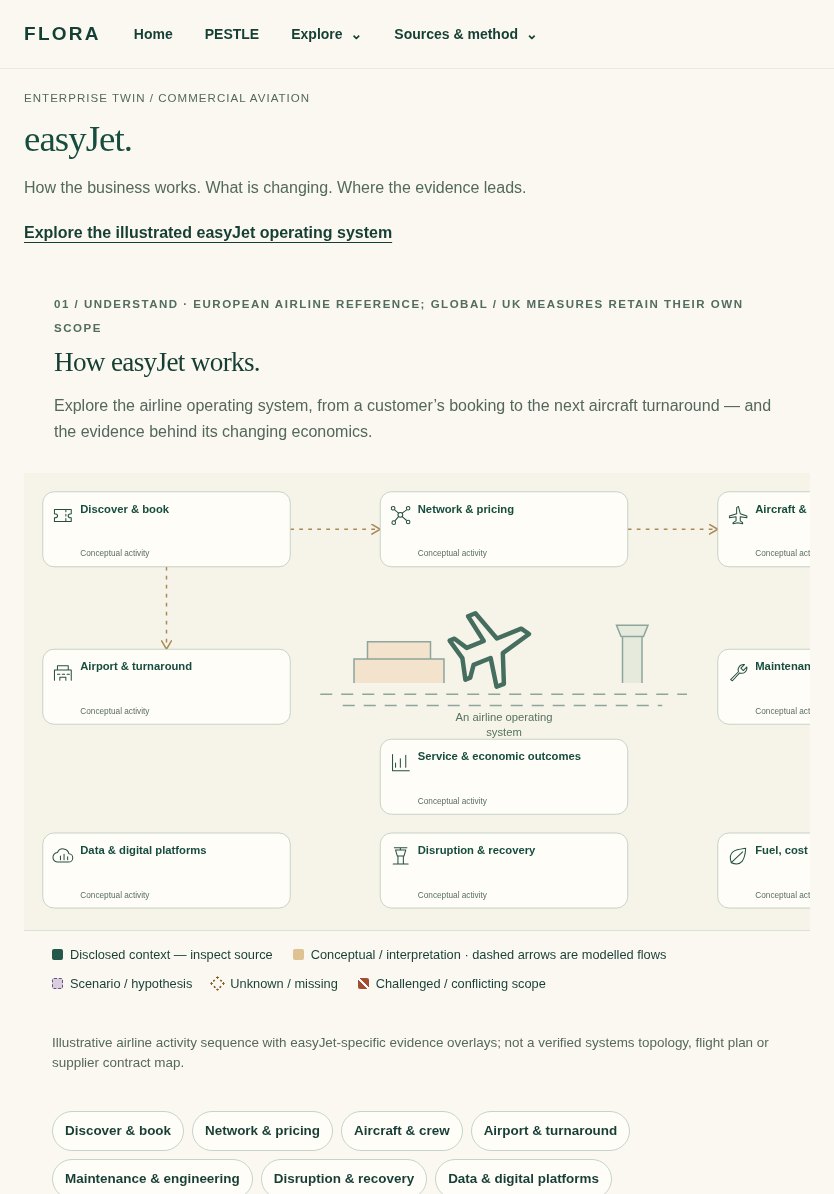 FLORA Home PESTLE Explore Sources & method
ENTERPRISE TWIN / COMMERCIAL AVIATION
easyJet.
How the business works. What is changing. Where the evidence leads.
Explore the illustrated easyJet operating system
01 / UNDERSTAND · EUROPEAN AIRLINE REFERENCE; GLOBAL / UK MEASURES RETAIN THEIR OWN
SCOPE
How easyJet works.
Explore the airline operating system, from a customer’s booking to the next aircraft turnaround — and
the evidence behind its changing economics.
Discover & book Network & pricing Aircraft &
Conceptual activity Conceptual activity Conceptual
Airport & turnaround
Conceptual activity Conceptual
An airline operating
system
Service & economic outcomes
Conceptual activity
Data & digital platforms Disruption & recovery Fuel, cost
Conceptual activity Conceptual activity Conceptual
Disclosed context — inspect source Conceptual / interpretation · dashed arrows are modelled flows
Scenario / hypothesis Unknown / missing Challenged / conflicting scope
Illustrative airline activity sequence with easyJet-specific evidence overlays; not a verified systems topology, flight plan or
supplier contract map.
Discover & book Network & pricing Aircraft & crew Airport & turnaround
Maintenance & engineering Disruption & recovery Data & digital platforms